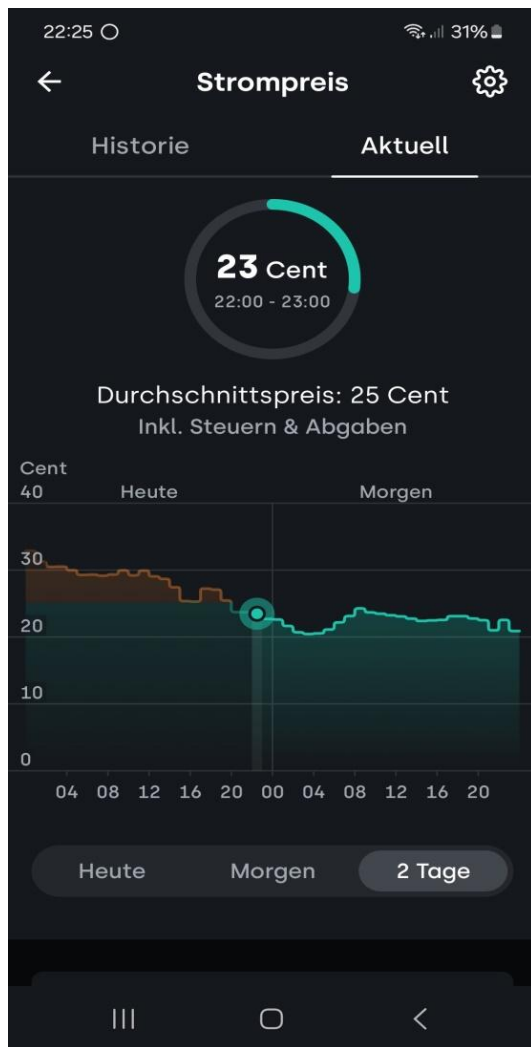 22:25 31%
Strompreis
Historie Aktuell
23 Cent
22:00 - 23:00
Durchschnittspreis: 25 Cent
Inkl. Steuern & Abgaben
Cent
40 Heute Morgen
30
20
10
0
04 08 12 16 20 00 04 08 12 16 20
Heute Morgen 2 Tage